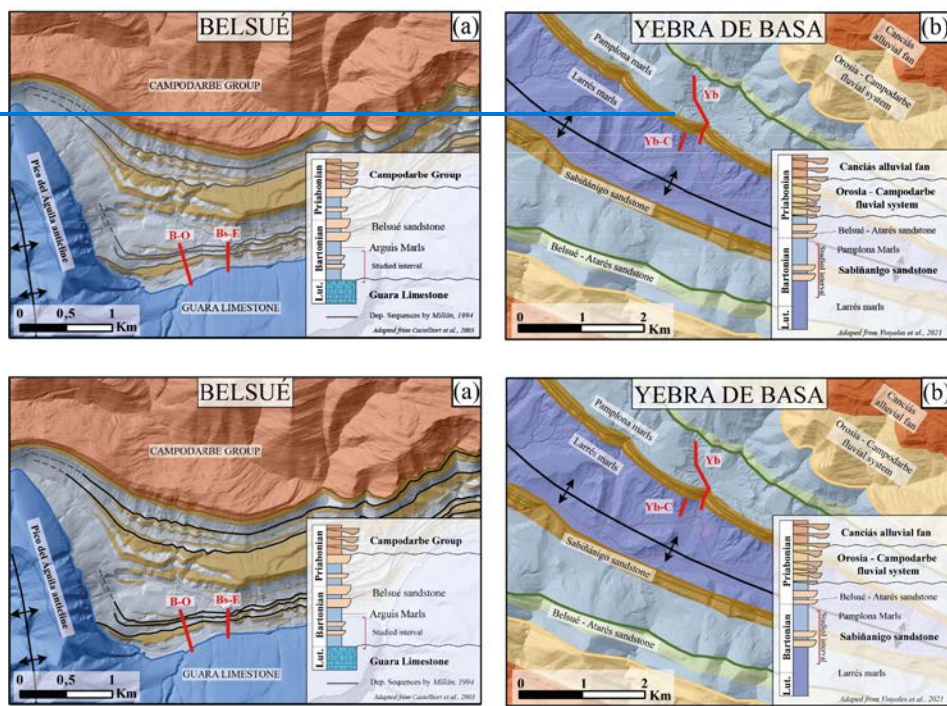 BELSUÉ
(a)
CAMPODARBE GROUP
Pico del Águila anticline
B-O
Bs-E
GUARA LIMESTONE
0 0,5 1
Km
Priabonian
Bartonian
Lut.
Campodarbe Group
Belsué sandstone
Arguis Marls
Studied interval
Guara Limestone
Dep. Sequences by Millán, 1994
Adapted from Castelltort et al., 2003
YEBRA DE BASA
(b)
Pamplona marls
Larrés marls
Yb
Yb-C
Sabiñánigo sandstone
Belsué - Atarés sandstone
Canciás alluvial fan
Orosia - Campodarbe fluvial system
0 1 2
Km
Priabonian
Bartonian
Lut.
Canciás alluvial fan
Orosia - Campodarbe
fluvial system
Belsué - Atarés sandstone
Pamplona Marls
Studied interval
Sabiñanigo sandstone
Larrés marls
Adapted from Vinyoles et al., 2021
BELSUÉ
(a)
CAMPODARBE GROUP
Pico del Águila anticline
B-O
Bs-E
GUARA LIMESTONE
0 0,5 1
Km
Priabonian
Bartonian
Lut.
Campodarbe Group
Belsué sandstone
Arguis Marls
Studied interval
Guara Limestone
Dep. Sequences by Millán, 1994
Adapted from Castelltort et al., 2003
YEBRA DE BASA
(b)
Pamplona marls
Larrés marls
Yb
Yb-C
Sabiñánigo sandstone
Belsué - Atarés sandstone
Canciás
alluvial fan
Orosia - Campodarbe
fluvial system
0 1 2
Km
Priabonian
Bartonian
Lut.
Canciás alluvial fan
Orosia - Campodarbe
fluvial system
Belsué - Atarés sandstone
Pamplona Marls
Studied interval
Sabiñanigo sandstone
Larrés marls
Adapted from Vinyoles et al., 2021